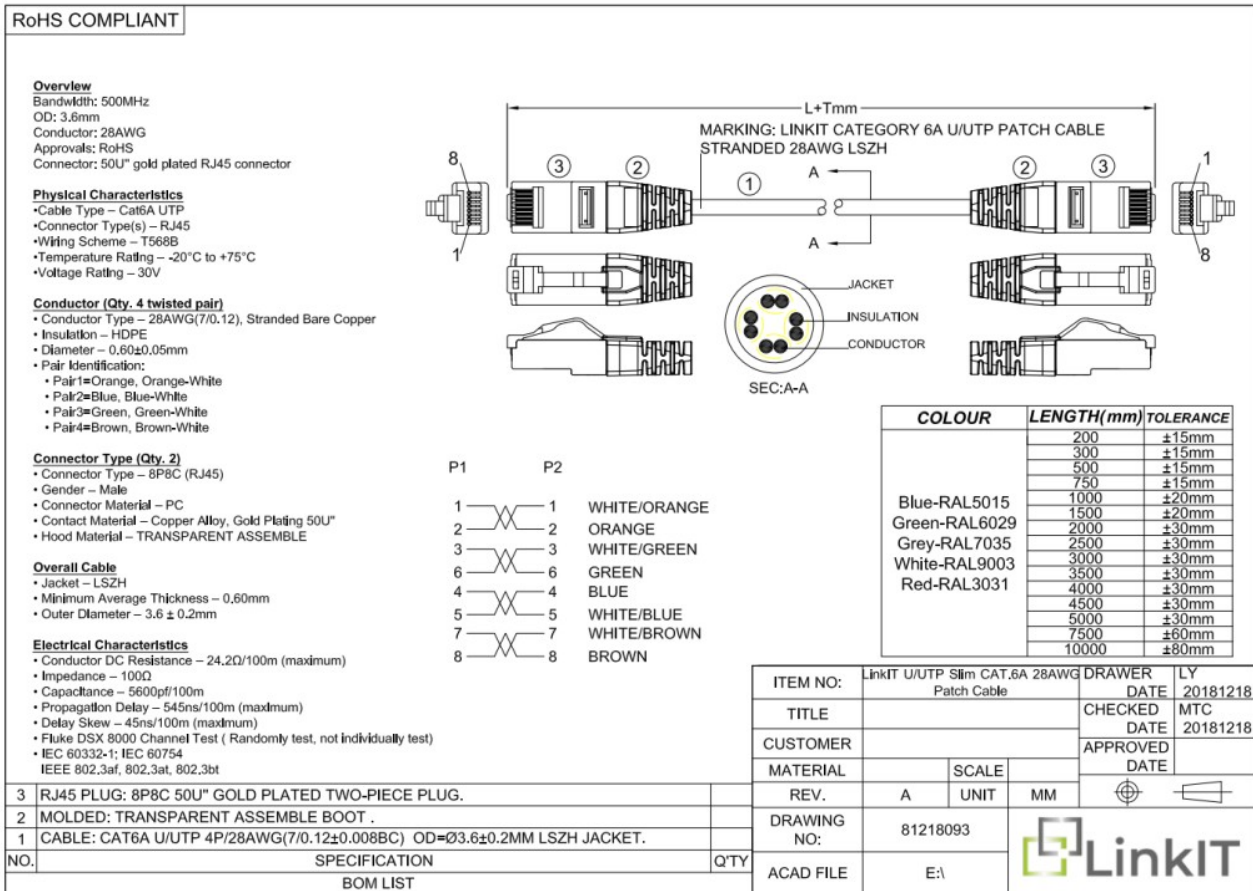 RoHS COMPLIANT
Overview
Bandwidth: 500MHz
OD: 3.6mm
Conductor: 28AWG
Approvals: RoHS
Connector: 50U" gold plated RJ45 connector
Physical Characteristics
•Cable Type – Cat6A UTP
•Connector Type(s) – RJ45
•Wiring Scheme – T568B
•Temperature Rating – -20°C to +75°C
•Voltage Rating – 30V
Conductor (Qty. 4 twisted pair)
• Conductor Type – 28AWG(7/0.12), Stranded Bare Copper
• Insulation – HDPE
• Diameter – 0.60±0.05mm
• Pair Identification:
• Pair1=Orange, Orange-White
• Pair2=Blue, Blue-White
• Pair3=Green, Green-White
• Pair4=Brown, Brown-White
Connector Type (Qty. 2)
• Connector Type – 8P8C (RJ45)
• Gender – Male
• Connector Material – PC
• Contact Material – Copper Alloy, Gold Plating 50U"
• Hood Material – TRANSPARENT ASSEMBLE
Overall Cable
• Jacket – LSZH
• Minimum Average Thickness – 0.60mm
• Outer Diameter – 3.6 ± 0.2mm
Electrical Characteristics
• Conductor DC Resistance – 24.2Ω/100m (maximum)
• Impedance – 100Ω
• Capacitance – 5600pf/100m
• Propagation Delay – 545ns/100m (maximum)
• Delay Skew – 45ns/100m (maximum)
• Fluke DSX 8000 Channel Test ( Randomly test, not individually test)
• IEC 60332-1; IEC 60754
IEEE 802.3af, 802.3at, 802.3bt
L+Tmm
MARKING: LINKIT CATEGORY 6A U/UTP PATCH CABLE
STRANDED 28AWG LSZH
8 3 2 1 A 2 3 1
1 A 8
JACKET
INSULATION
CONDUCTOR
SEC:A-A
P1 P2
1 1 WHITE/ORANGE
2 2 ORANGE
3 3 WHITE/GREEN
6 6 GREEN
4 4 BLUE
5 5 WHITE/BLUE
7 7 WHITE/BROWN
8 8 BROWN
COLOUR LENGTH(mm) TOLERANCE
Blue-RAL5015
Green-RAL6029
Grey-RAL7035
White-RAL9003
Red-RAL3031
200 ±15mm
300 ±15mm
500 ±15mm
750 ±15mm
1000 ±20mm
1500 ±20mm
2000 ±30mm
2500 ±30mm
3000 ±30mm
3500 ±30mm
4000 ±30mm
4500 ±30mm
5000 ±30mm
7500 ±60mm
10000 ±80mm
3 RJ45 PLUG: 8P8C 50U" GOLD PLATED TWO-PIECE PLUG.
2 MOLDED: TRANSPARENT ASSEMBLE BOOT .
1 CABLE: CAT6A U/UTP 4P/28AWG(7/0.12±0.008BC) OD=Ø3.6±0.2MM LSZH JACKET.
NO. SPECIFICATION Q'TY
BOM LIST
ITEM NO: LinkIT U/UTP Slim CAT.6A 28AWG Patch Cable
DRAWER LY
DATE 20181218
TITLE
CHECKED MTC
DATE 20181218
CUSTOMER
APPROVED
DATE
MATERIAL SCALE
REV. A UNIT MM
DRAWING NO: 81218093
ACAD FILE E:\
LinkIT